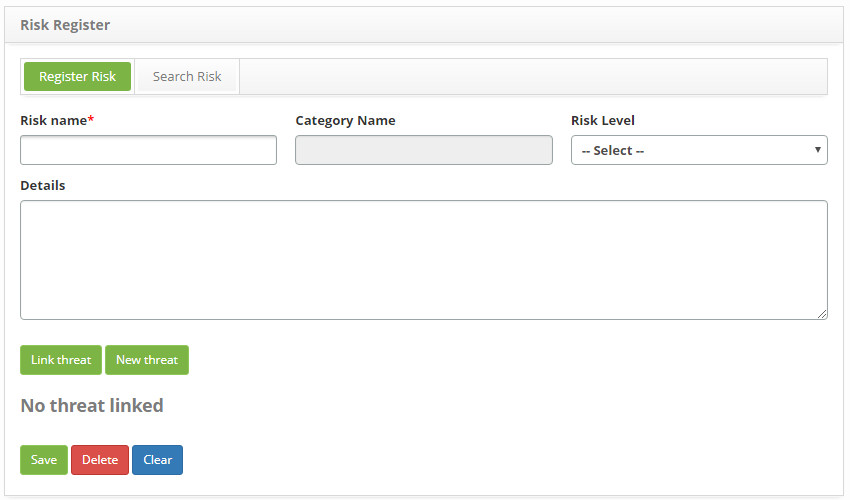 Risk Register
Register Risk Search Risk
Risk name* Category Name Risk Level
-- Select --
Details
Link threat New threat
No threat linked
Save Delete Clear